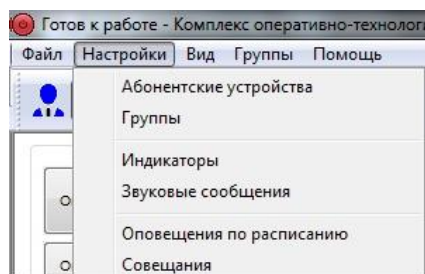 Готов к работе - Комплекс оперативно-технолог
Файл Настройки Вид Группы Помощь
Абонентские устройства
Группы
Индикаторы
Звуковые сообщения
Оповещения по расписанию
Совещания